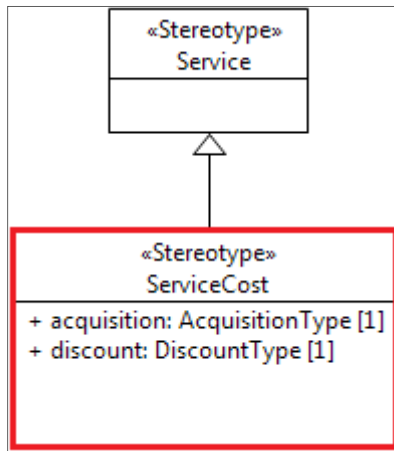 «Stereotype»
Service
«Stereotype»
ServiceCost
+ acquisition: AcquisitionType [1]
+ discount: DiscountType [1]